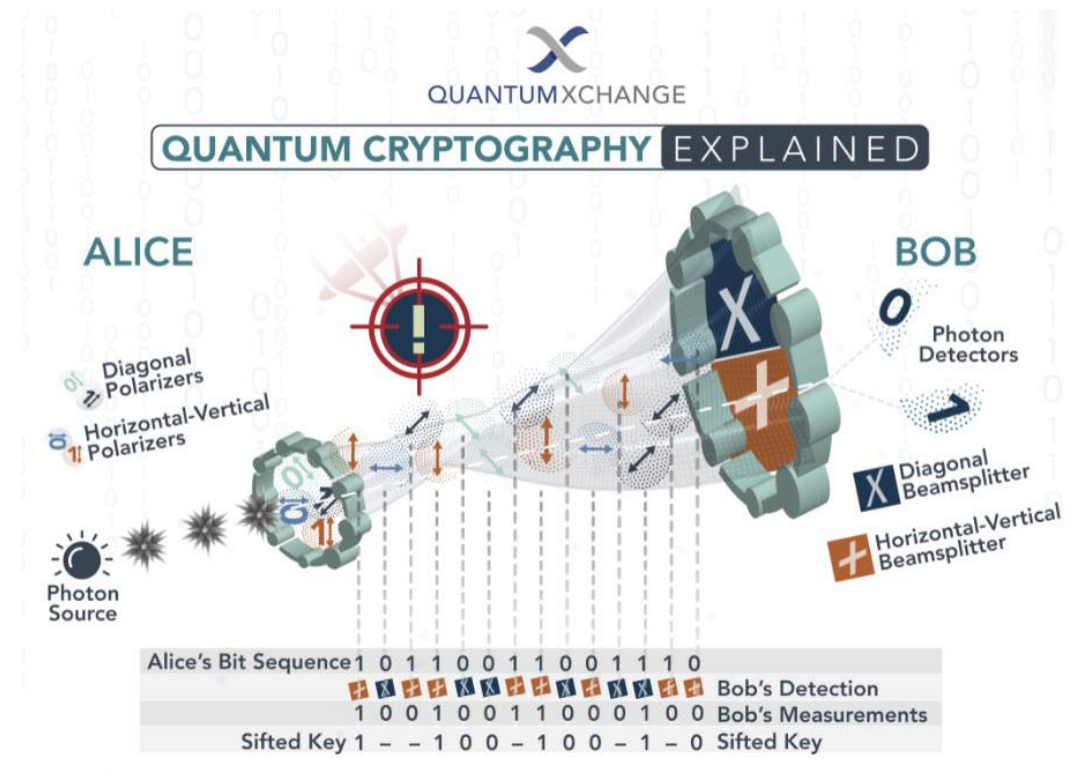 QUANTUMXCHANGE
QUANTUM CRYPTOGRAPHY EXPLAINED
ALICE
BOB
Diagonal
Polarizers
Horizontal-Vertical
Polarizers
Photon
Source
!
X
+
0
1
Photon
Detectors
X Diagonal
Beamsplitter
+ Horizontal-Vertical
Beamsplitter
Alice's Bit Sequence 1 0 1 1 0 0 1 1 0 0 1 1 1 0
+ X + + X X + + X + X X + + Bob's Detection
1 0 0 1 0 0 1 1 0 0 0 1 0 0 Bob's Measurements
Sifted Key 1 – – 1 0 0 – 1 0 0 – 1 – 0 Sifted Key